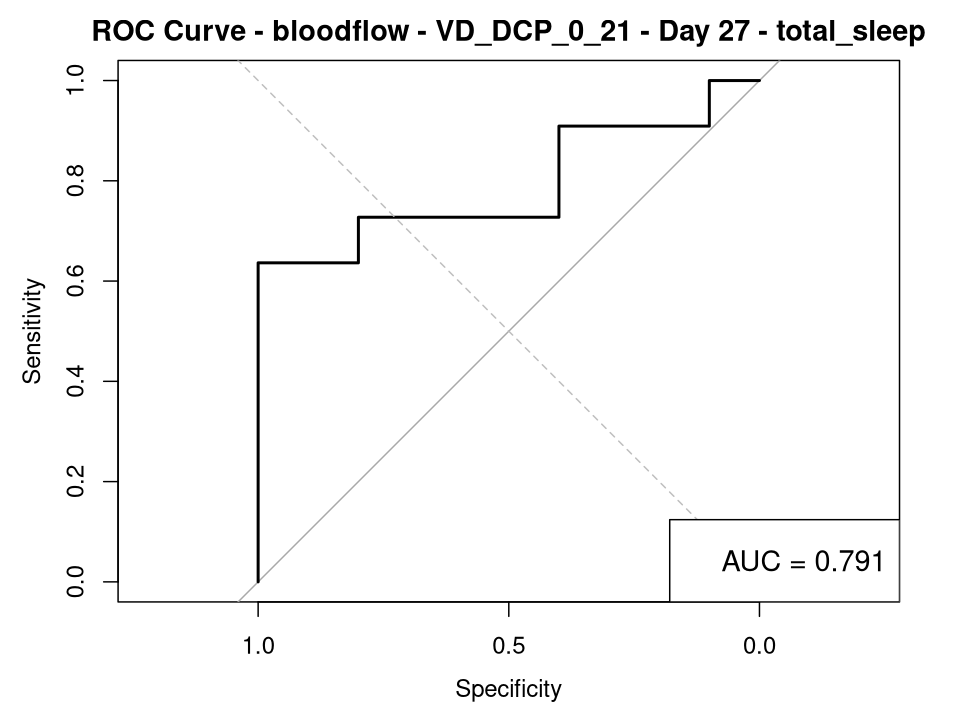 ROC Curve - bloodflow - VD_DCP_0_21 - Day 27 - total_sleep
Sensitivity
1.0
0.8
0.6
0.4
0.2
0.0
AUC = 0.791
1.0 0.5 0.0
Specificity